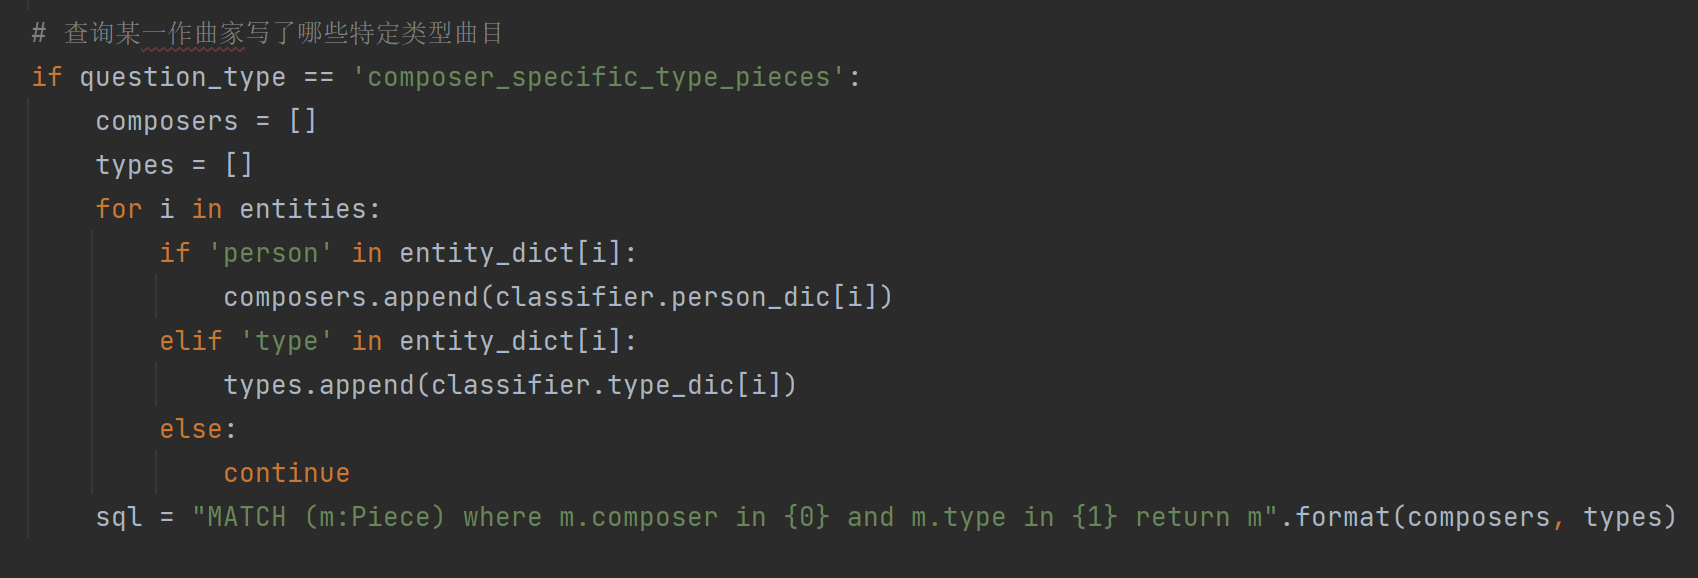 # 查询某一作曲家写了哪些特定类型曲目
if question_type == 'composer_specific_type_pieces':
    composers = []
    types = []
    for i in entities:
        if 'person' in entity_dict[i]:
            composers.append(classifier.person_dic[i])
        elif 'type' in entity_dict[i]:
            types.append(classifier.type_dic[i])
        else:
            continue
    sql = "MATCH (m:Piece) where m.composer in {0} and m.type in {1} return m".format(composers, types)